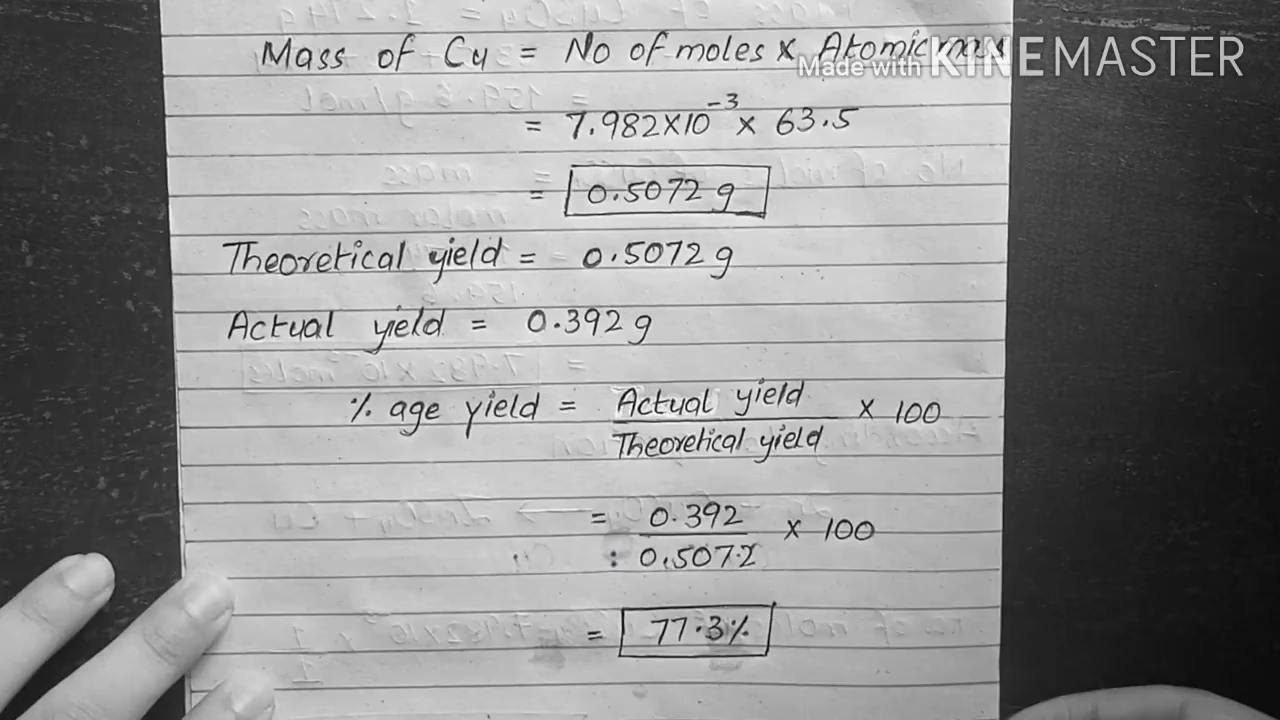 Mass of Cu = No of moles x Atomic mass
Made with KINEMASTER
= 7.982x10⁻³ x 63.5
= 0.5072 g
Theoretical yield = 0.5072 g
Actual yield = 0.392 g
% age yield = Actual yield x 100
Theoretical yield
= 0.392 x 100
0.5072
= 77.3%